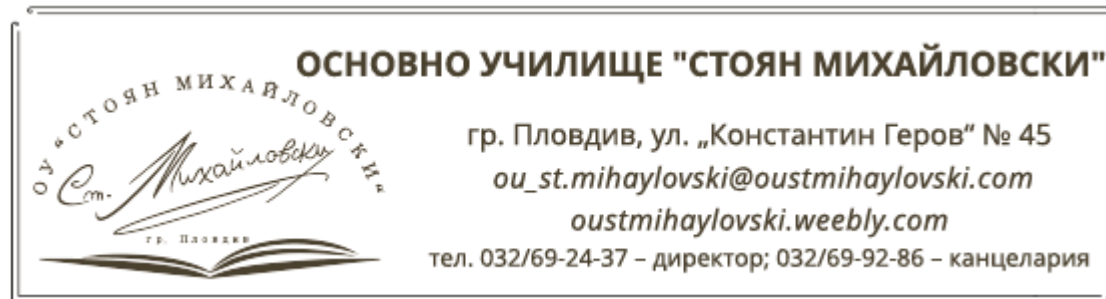 ОУ "СТОЯН МИХАЙЛОВСКИ"
Ст. Михайловски
гр. Пловдив
ОСНОВНО УЧИЛИЩЕ "СТОЯН МИХАЙЛОВСКИ"
гр. Пловдив, ул. „Константин Геров“ № 45
ou_st.mihaylovski@oustmihaylovski.com
oustmihaylovski.weebly.com
тел. 032/69-24-37 – директор; 032/69-92-86 – канцелария